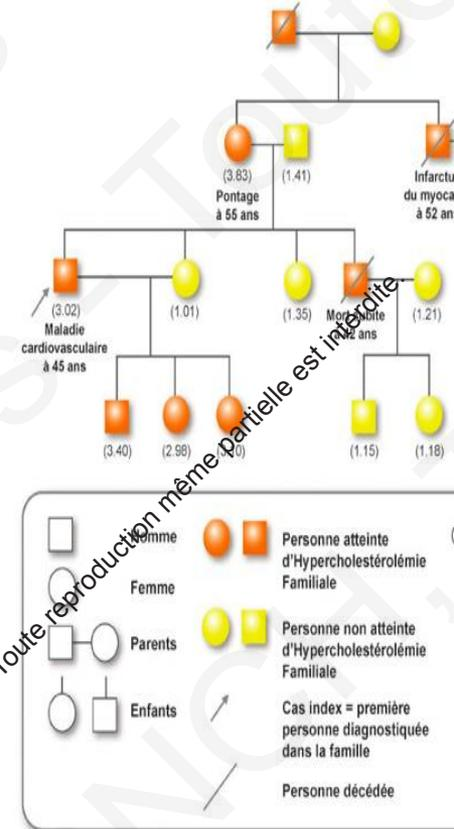 (3.83) (1.41)
Pontage
à 55 ans
Infarctu
du myoca
à 52 an
(3.02) (1.01) (1.35) Mort subite (1.21)
Maladie
cardiovasculaire
à 45 ans
ans
(3.40) (2.98) (1.15) (1.18)
Toute reproduction même partielle est interdite.
Homme
Femme
Parents
Enfants
Personne atteinte
d'Hypercholestérolémie
Familiale
Personne non atteinte
d'Hypercholestérolémie
Familiale
Cas index = première
personne diagnostiquée
dans la famille
Personne décédée